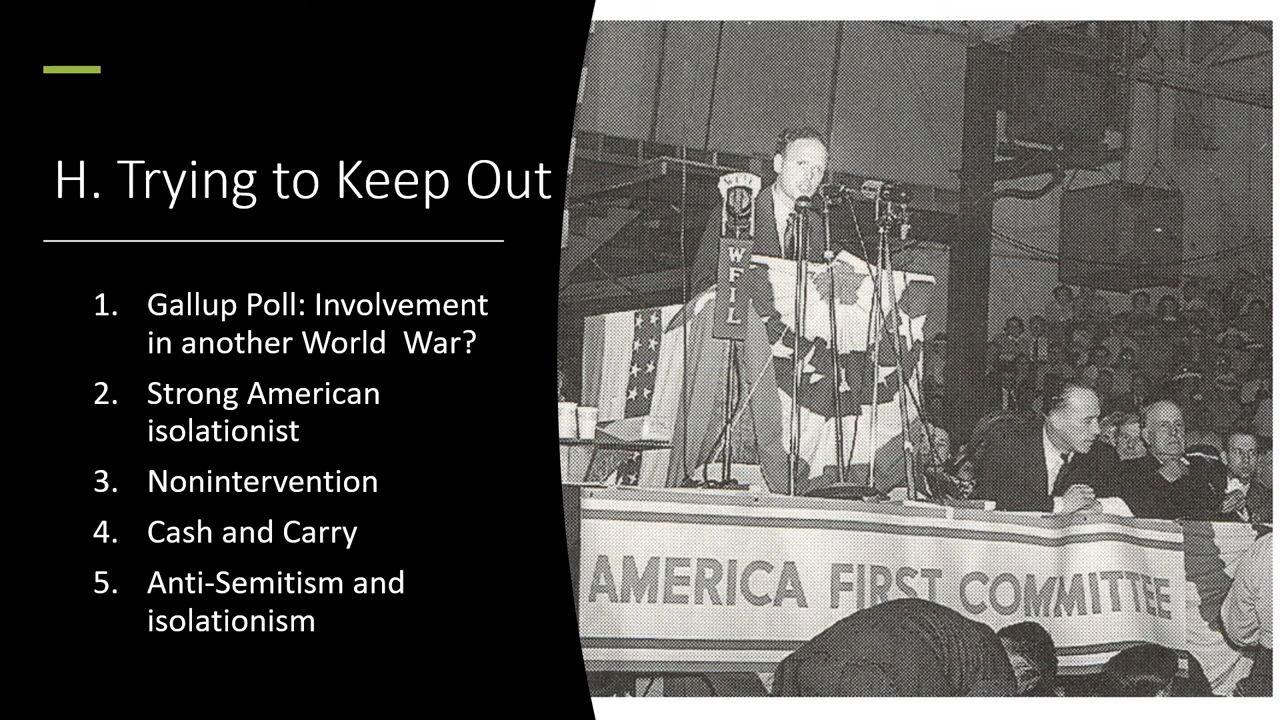 H. Trying to Keep Out
1. Gallup Poll: Involvement
in another World  War?
2. Strong American
isolationist
3. Nonintervention
4. Cash and Carry
5. Anti-Semitism and
isolationism
WFIL
WFIL
AMERICA FIRST COMMITTEE